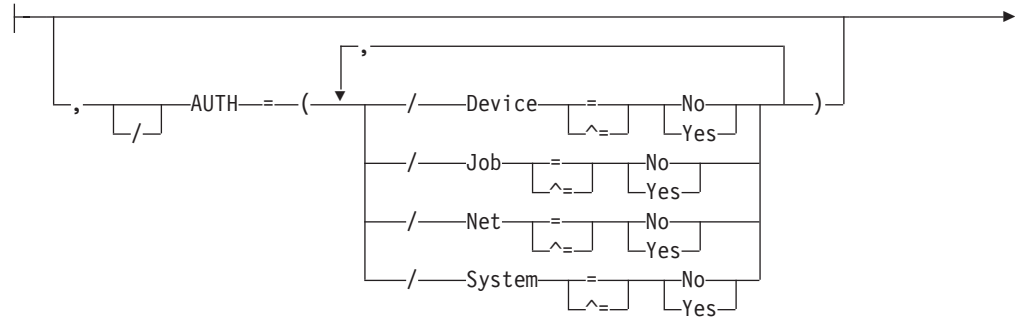 ,
, / AUTH = ( / Device = No )
^= Yes
/ Job = No
^= Yes
/ Net = No
^= Yes
/ System = No
^= Yes